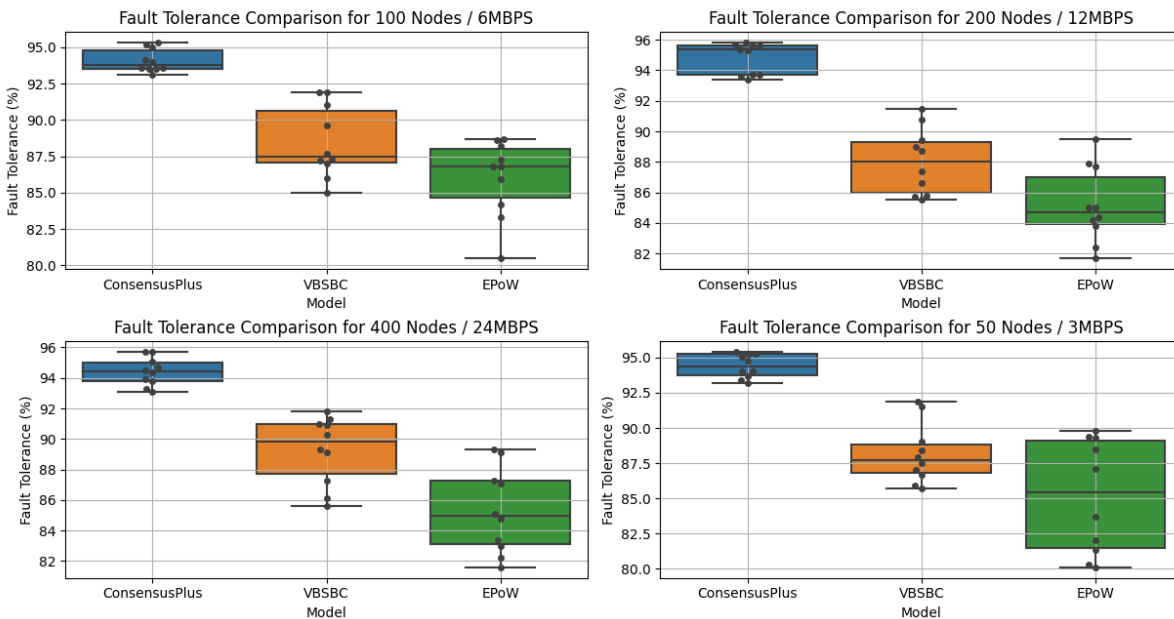 Fault Tolerance Comparison for 100 Nodes / 6MBPS
Fault Tolerance (%)
95.0
92.5
90.0
87.5
85.0
82.5
80.0
ConsensusPlus
VBSBC
EPoW
Model
Fault Tolerance Comparison for 200 Nodes / 12MBPS
Fault Tolerance (%)
96
94
92
90
88
86
84
82
ConsensusPlus
VBSBC
EPoW
Model
Fault Tolerance Comparison for 400 Nodes / 24MBPS
Fault Tolerance (%)
96
94
92
90
88
86
84
82
ConsensusPlus
VBSBC
EPoW
Model
Fault Tolerance Comparison for 50 Nodes / 3MBPS
Fault Tolerance (%)
95.0
92.5
90.0
87.5
85.0
82.5
80.0
ConsensusPlus
VBSBC
EPoW
Model